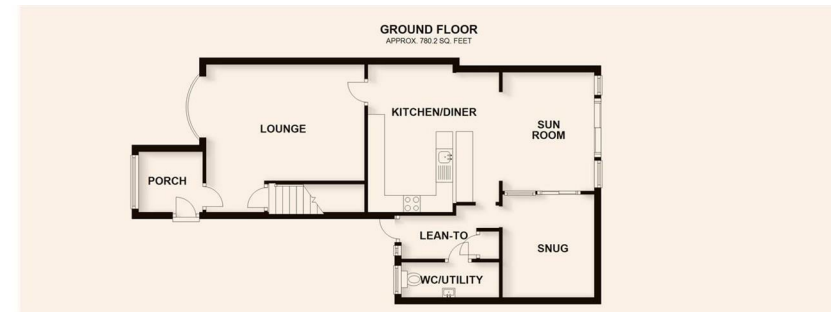 GROUND FLOOR
APPROX. 780.2 SQ. FEET
KITCHEN/DINER
LOUNGE
SUN
ROOM
PORCH
LEAN-TO
SNUG
WC/UTILITY